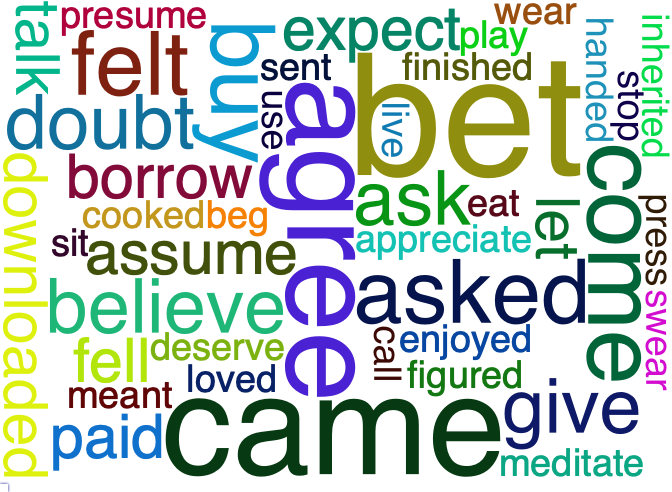 talk
presume
felt
buy
expect
play
wear
handed
inherited
sent
finished
stop
doubt
use
agree
bet
live
borrow
ask
eat
come
downloaded
cooked
beg
let
press
sit
assume
appreciate
believe
asked
swear
fell
deserve
call
enjoyed
loved
figured
meant
paid
came
give
meditate